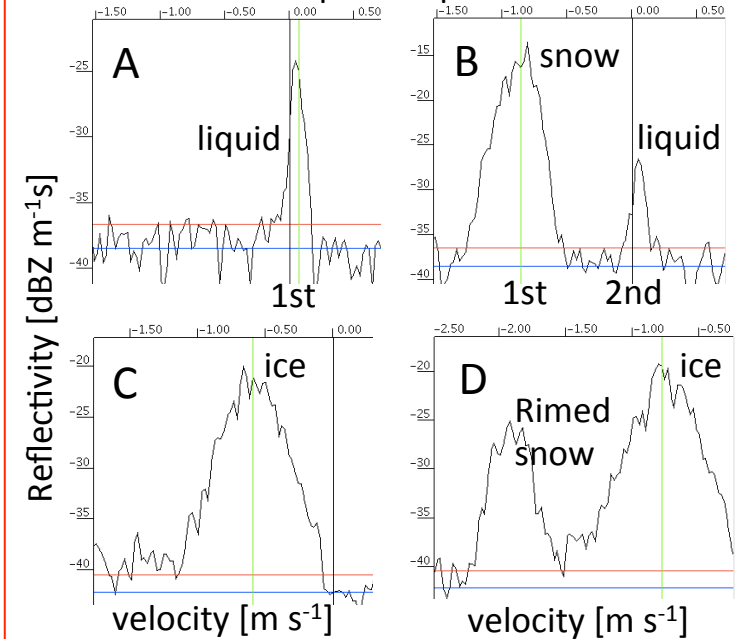 -1.50 -1.00 -0.50 0.00 0.50
A
liquid
-25
-30
-35
-40
1st
-1.50 -1.00 -0.50 0.00 0.50
B
snow
liquid
-15
-20
-25
-30
-35
-40
1st 2nd
Reflectivity [dBZ m⁻¹s]
-1.50 -1.00 -0.50 0.00
C
ice
-20
-25
-30
-35
-40
velocity [m s⁻¹]
-2.50 -2.00 -1.50 -1.00 -0.50
D
ice
Rimed
snow
-20
-25
-30
-35
-40
velocity [m s⁻¹]